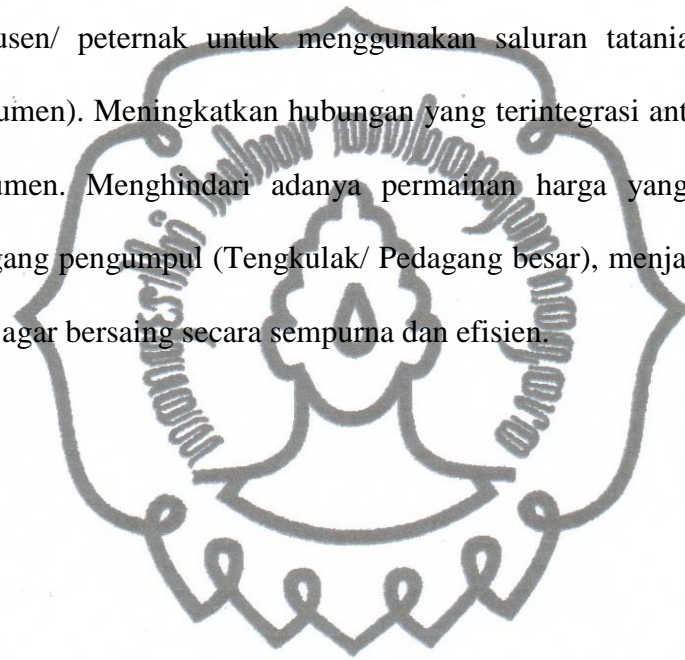 usen/ peternak untuk menggunakan saluran tatania
umen). Meningkatkan hubungan yang terintegrasi ant
umen. Menghindari adanya permainan harga yang
gang pengumpul (Tengkulak/ Pedagang besar), menja
agar bersaing secara sempurna dan efisien.